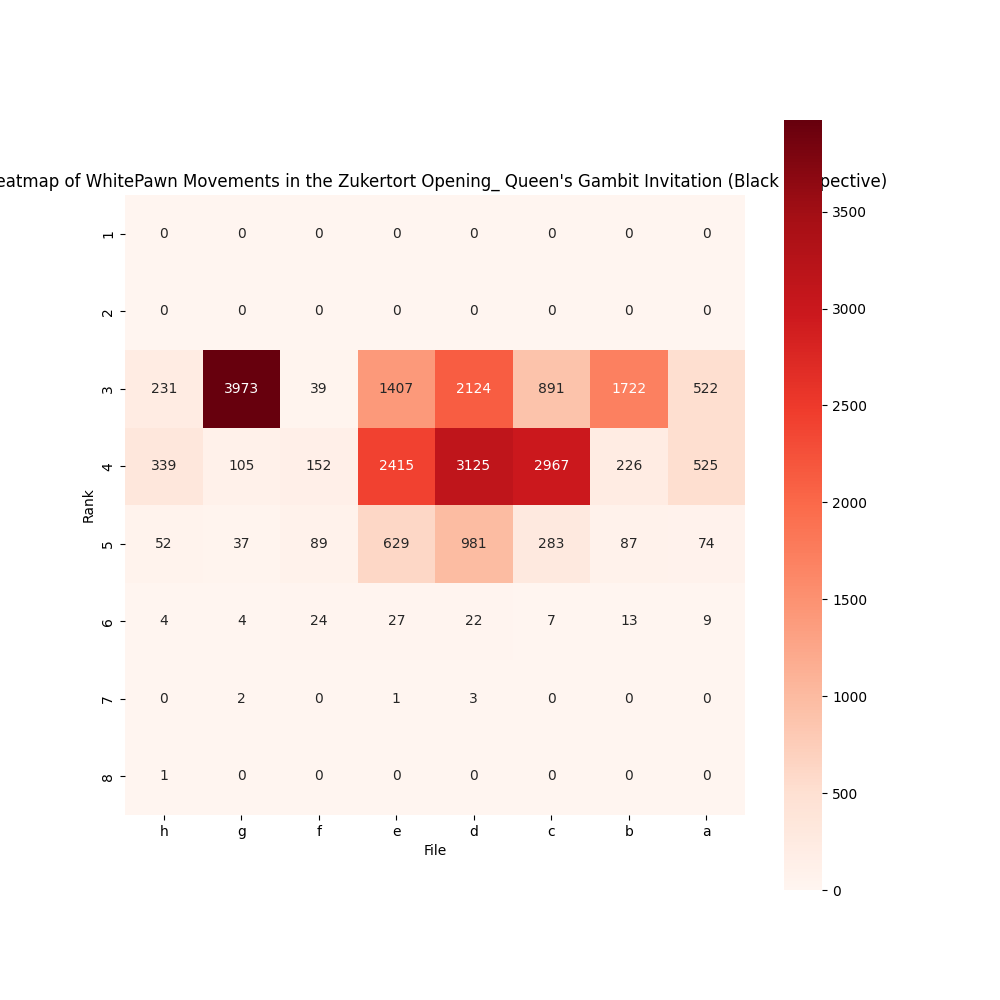 eatmap of WhitePawn Movements in the Zukertort Opening_ Queen's Gambit Invitation (Black pective)
1 0 0 0 0 0 0 0 0
2 0 0 0 0 0 0 0 0
3 231 3973 39 1407 2124 891 1722 522
4 339 105 152 2415 3125 2967 226 525
5 52 37 89 629 981 283 87 74
6 4 4 24 27 22 7 13 9
7 0 2 0 1 3 0 0 0
8 1 0 0 0 0 0 0 0
h g f e d c b a
File
Rank
3500
3000
2500
2000
1500
1000
500
0